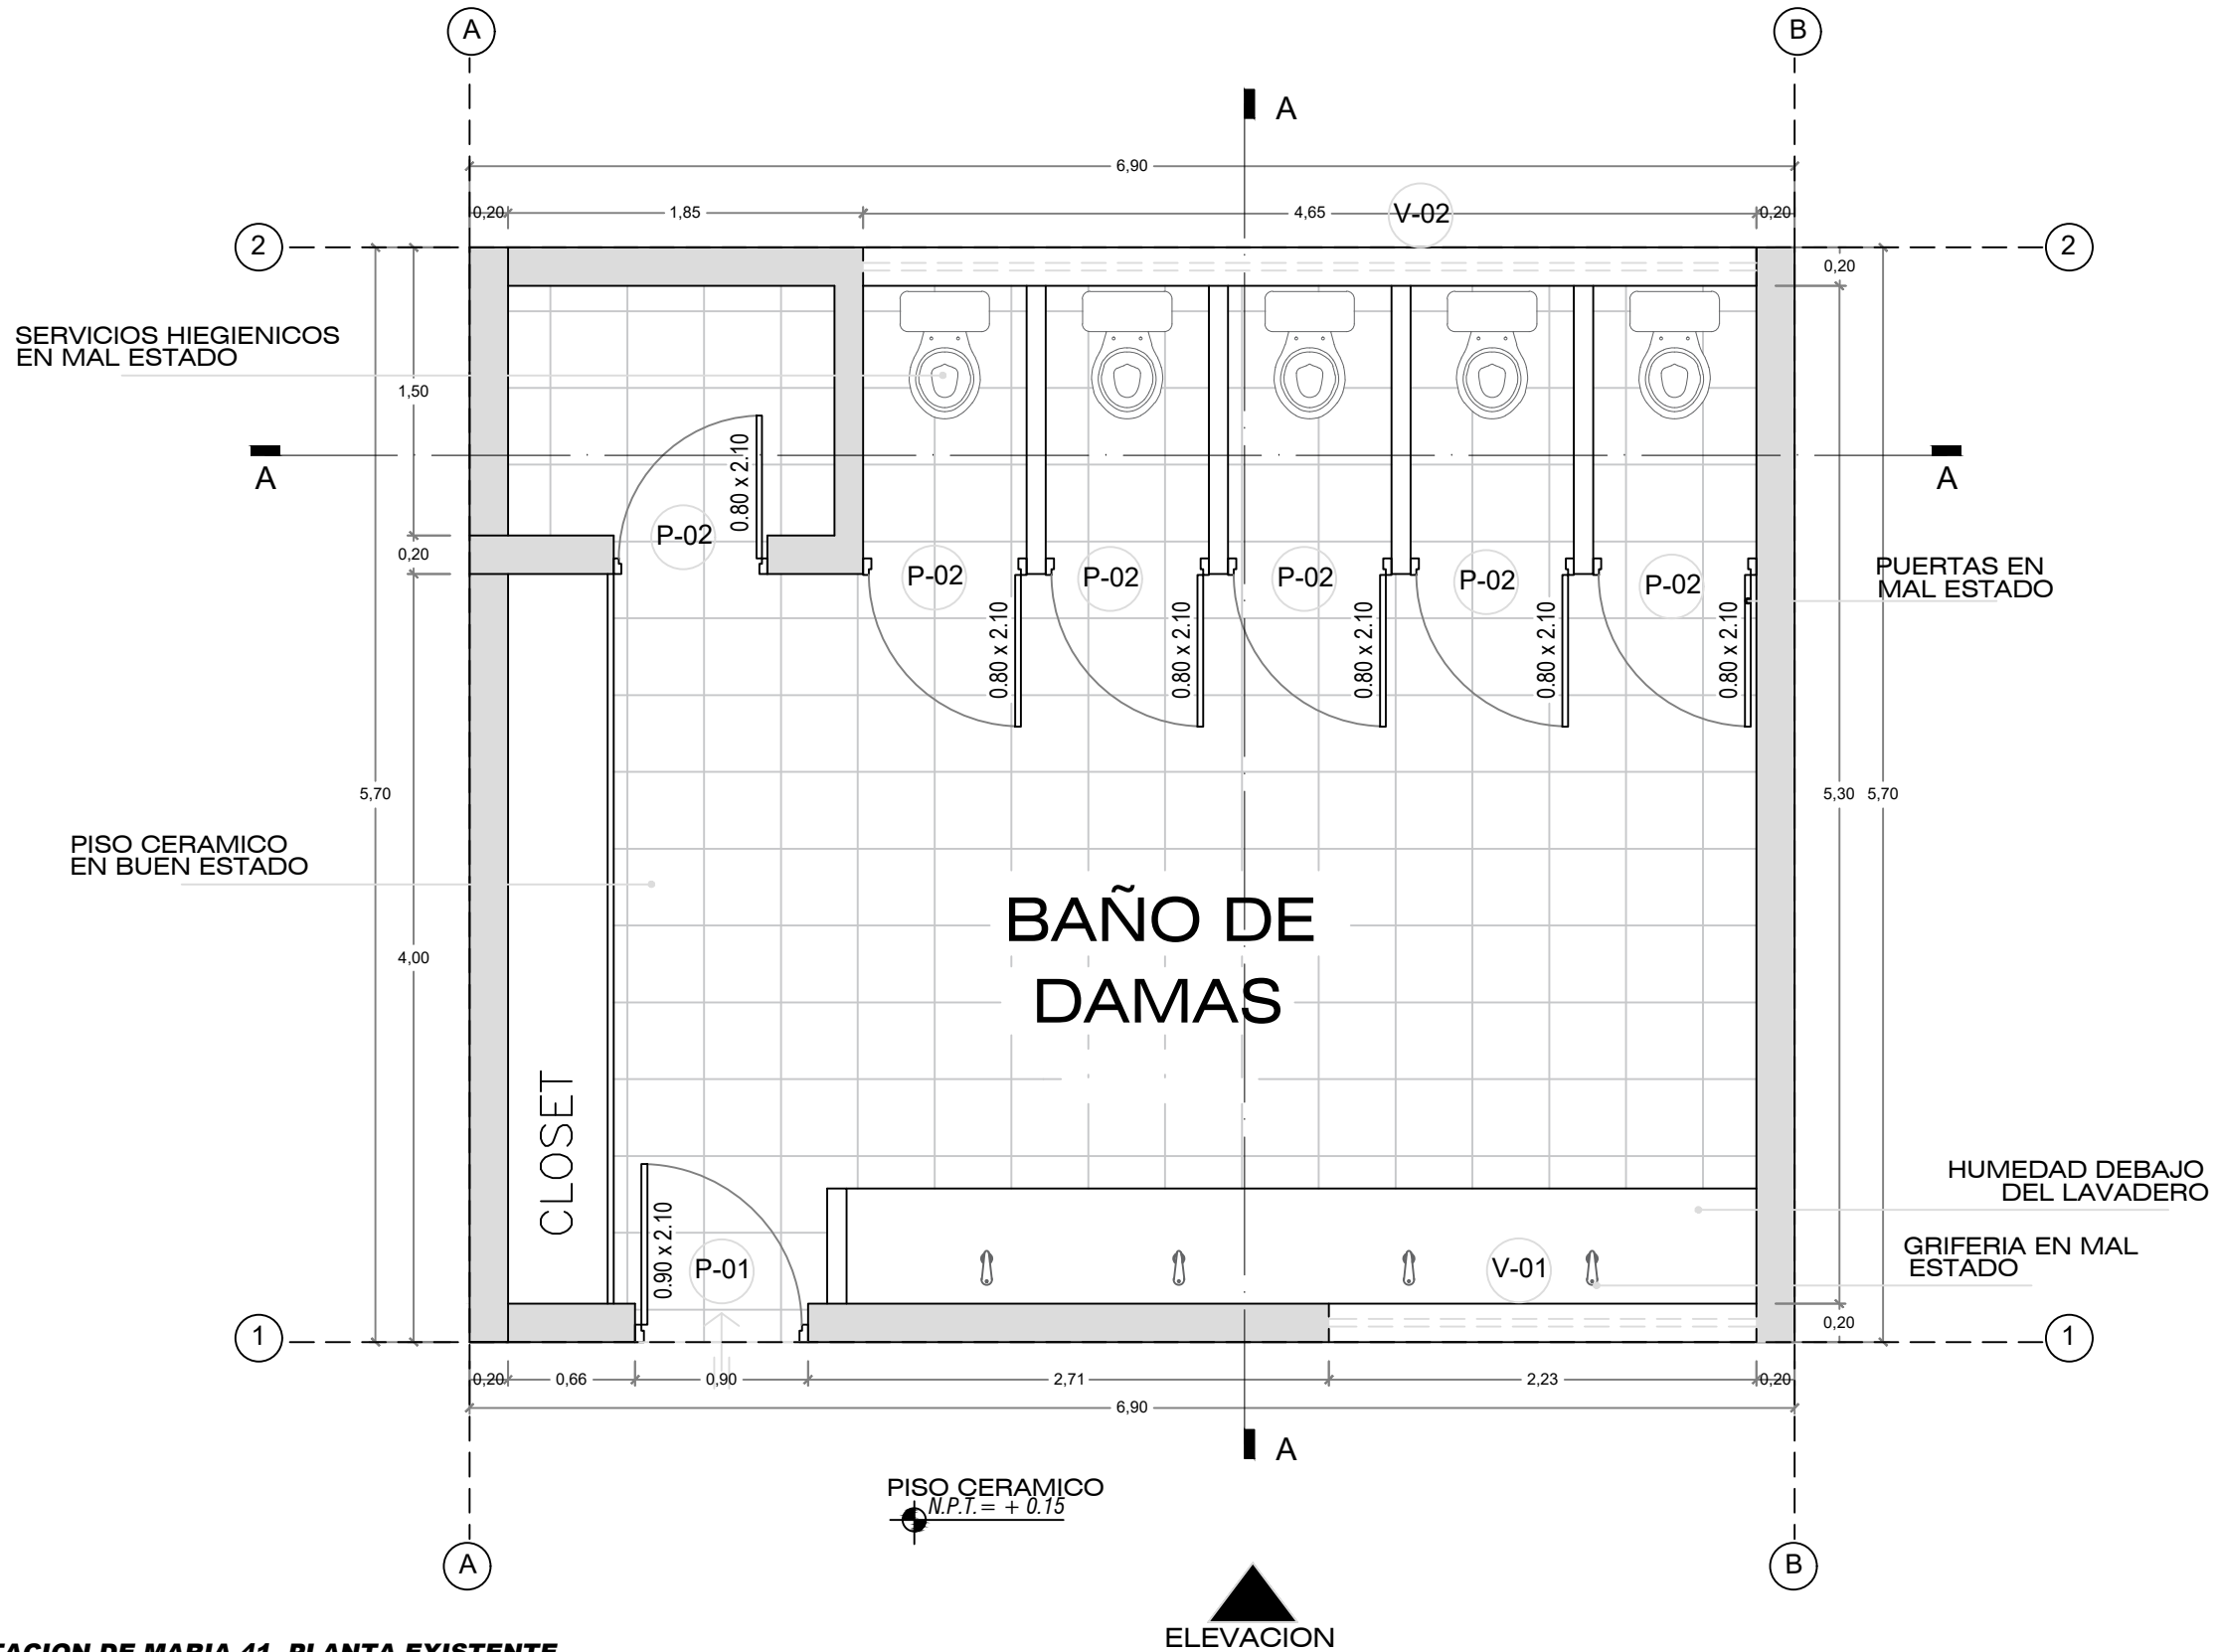 A
B
A
6,90
0,20
1,85
4,65
V-02
0,20
2
2
0,20
SERVICIOS HIEGIENICOS
EN MAL ESTADO
1,50
A
A
0.80 x 2.10
P-02
0,20
P-02
P-02
P-02
P-02
P-02
PUERTAS EN
MAL ESTADO
0.80 x 2.10
0.80 x 2.10
0.80 x 2.10
0.80 x 2.10
0.80 x 2.10
5,70
5,30
5,70
PISO CERAMICO
EN BUEN ESTADO
4,00
BAÑO DE
DAMAS
CLOSET
HUMEDAD DEBAJO
DEL LAVADERO
0.90 x 2.10
P-01
V-01
GRIFERIA EN MAL
ESTADO
1
0,20
1
0,20
0,66
0,90
2,71
2,23
0,20
6,90
A
PISO CERAMICO
N.P.T.= + 0.15
A
B
ELEVACION
DE MARIA 41. PLANTA EXISTENTE